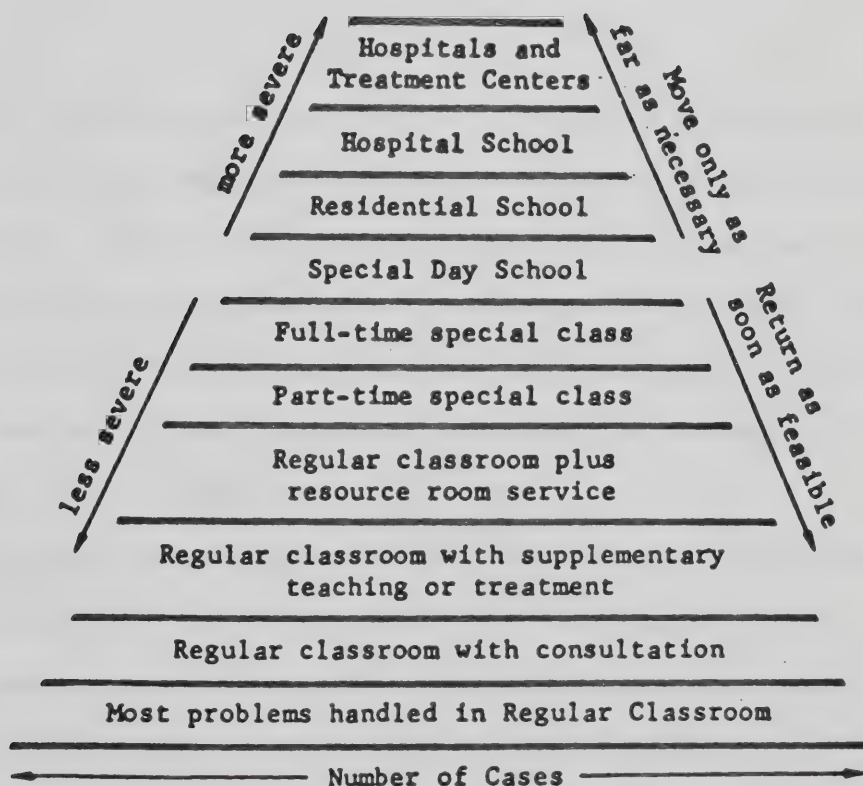 Hospitals and
Treatment Centers
Hospital School
Residential School
Special Day School
Full-time special class
Part-time special class
Regular classroom plus
resource room service
Regular classroom with supplementary
teaching or treatment
Regular classroom with consultation
Most problems handled in Regular Classroom
Number of Cases
more severe
less severe
Move only as
far as necessary
Return as
soon as feasible